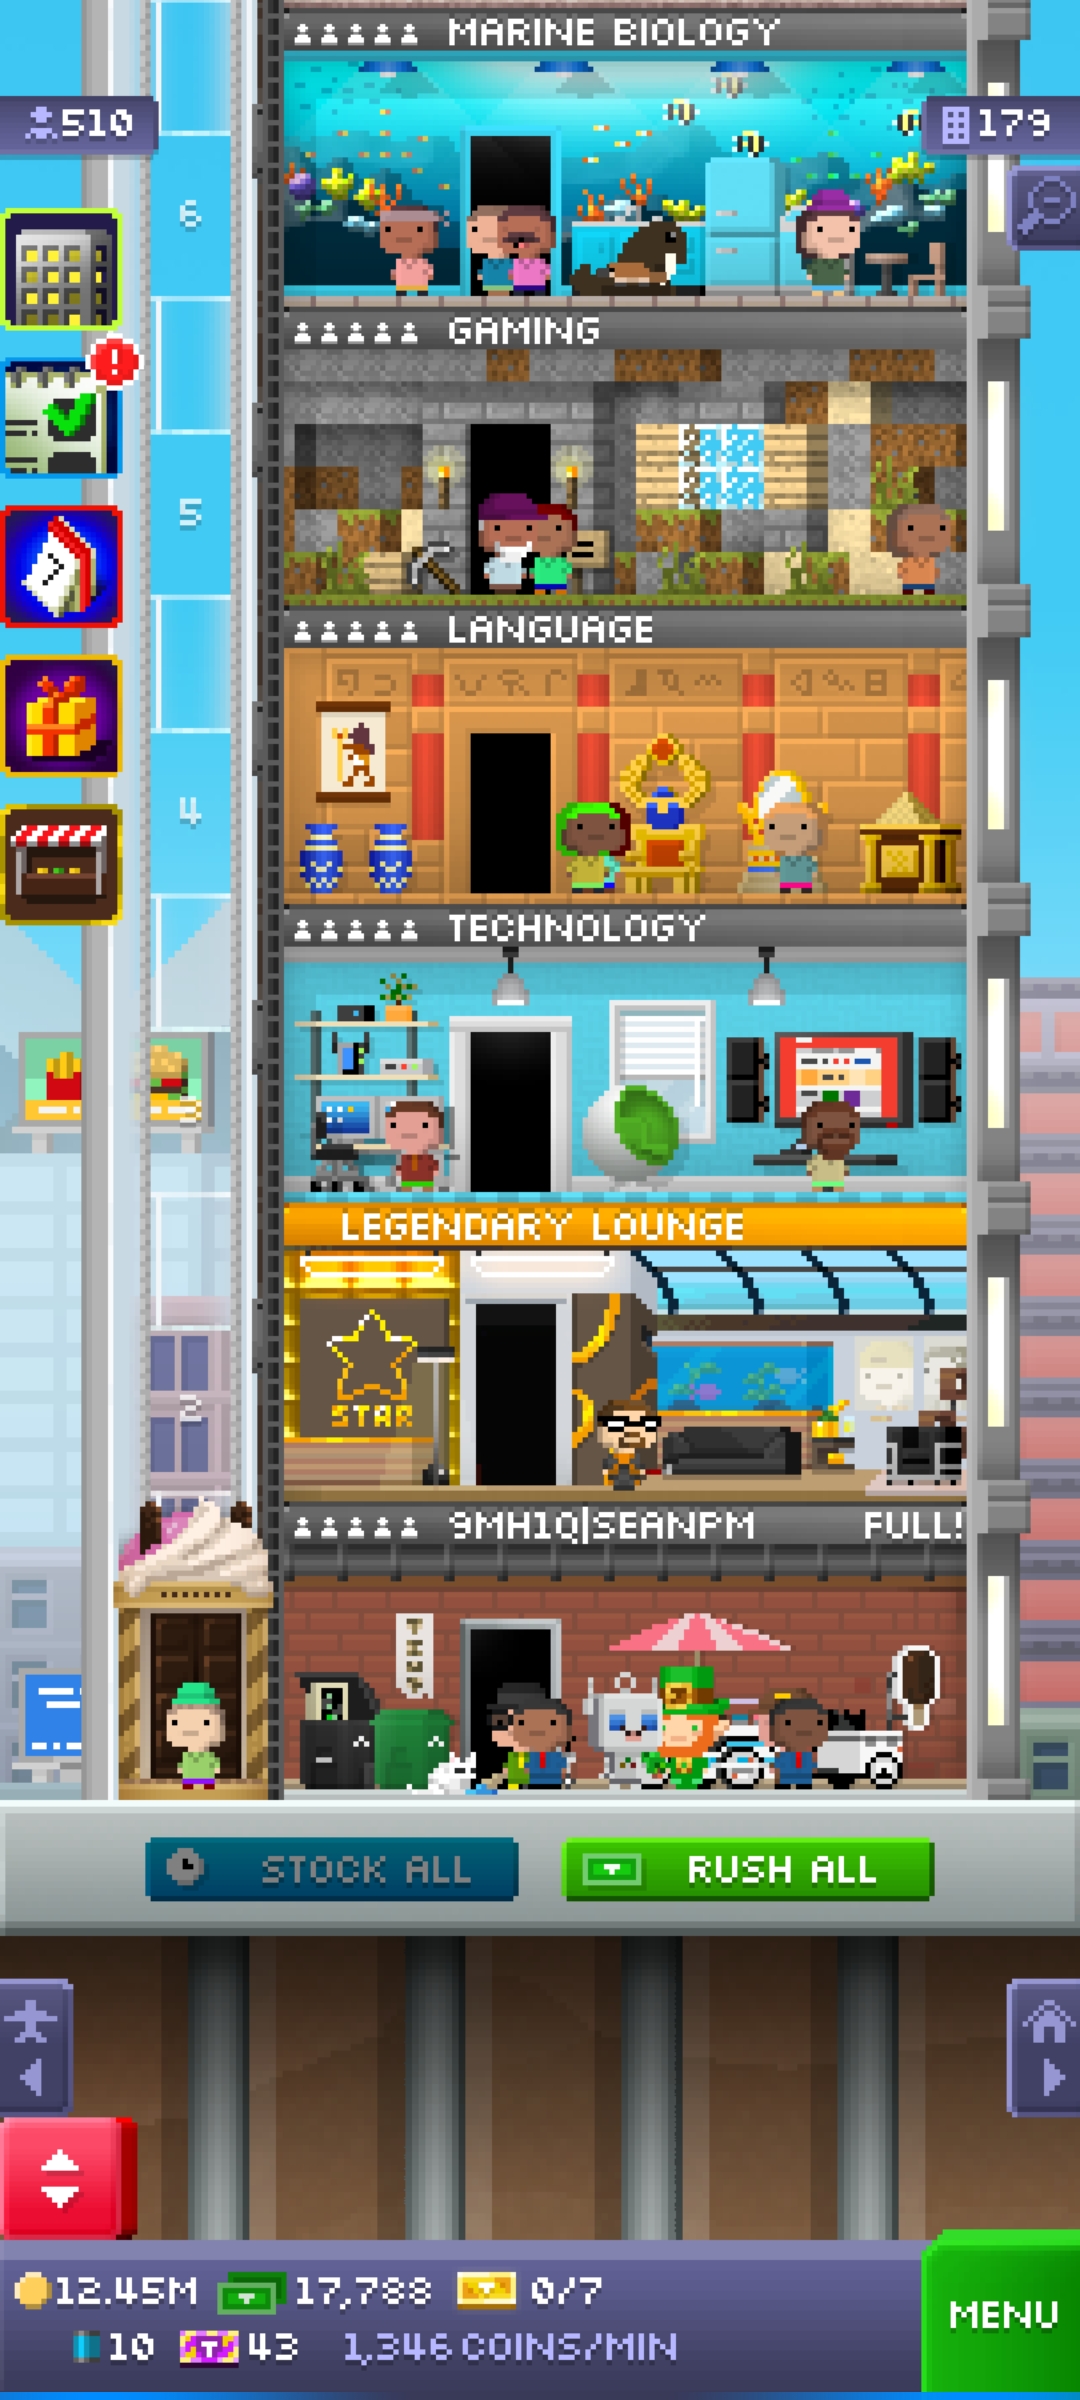 MARINE BIOLOGY
510
179
6
GAMING
5
LANGUAGE
4
TECHNOLOGY
LEGENDARY LOUNGE
STAR
2
9MH1Q|SEANPM FULL!
STOCK ALL
RUSH ALL
12.45M 17,788 0/7
10 43 1,346 COINS/MIN
MENU